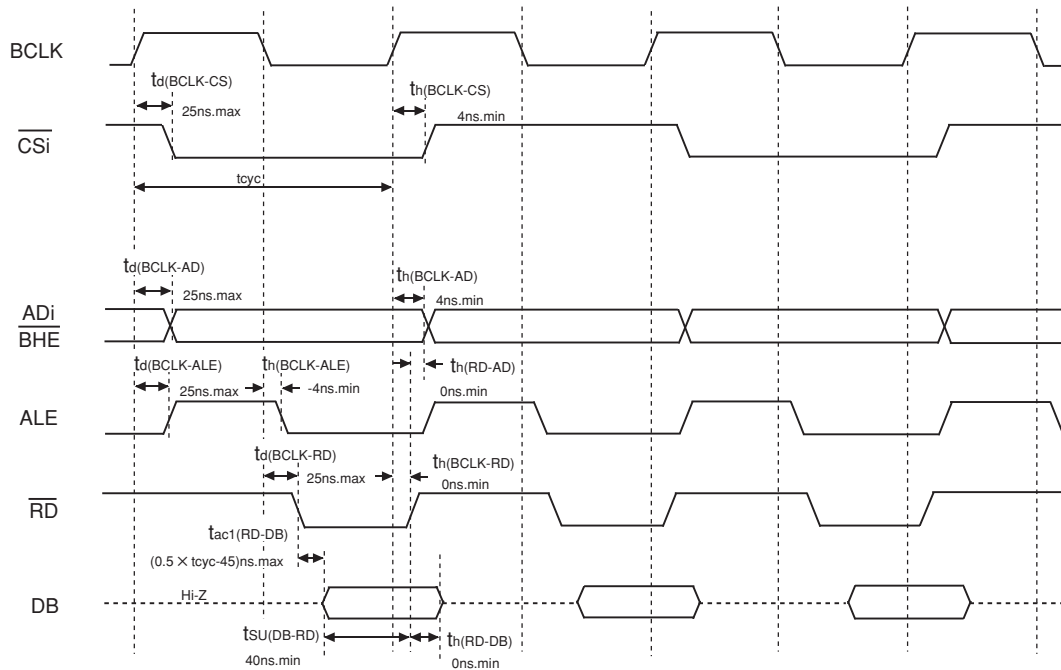 BCLK
td(BCLK-CS)
25ns.max
th(BCLK-CS)
4ns.min
CSi
tcyc
td(BCLK-AD)
25ns.max
th(BCLK-AD)
4ns.min
ADi
BHE
td(BCLK-ALE)
25ns.max
th(BCLK-ALE)
-4ns.min
th(RD-AD)
0ns.min
ALE
td(BCLK-RD)
25ns.max
th(BCLK-RD)
0ns.min
RD
tac1(RD-DB)
(0.5 × tcyc-45)ns.max
Hi-Z
DB
tSU(DB-RD)
40ns.min
th(RD-DB)
0ns.min